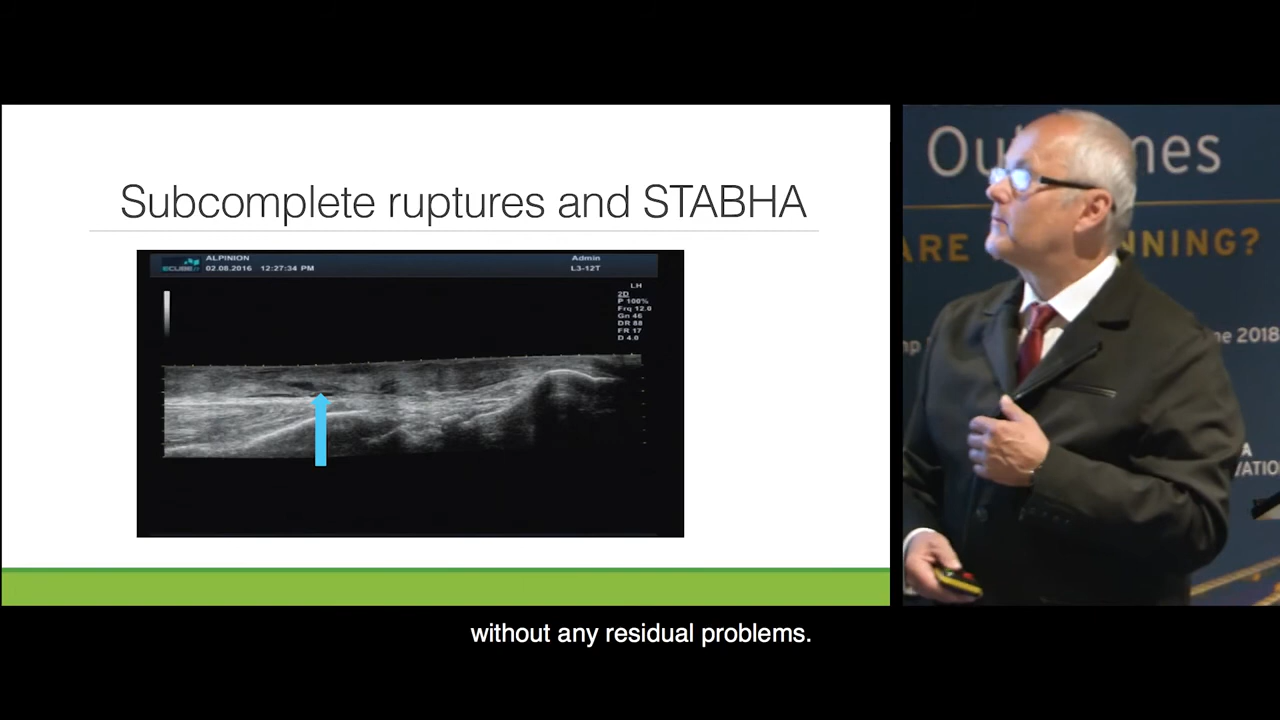 Subcomplete ruptures and STABHA
ALPINION
Admin
ECUBE
02.08.2016 12:27:34 PM
L3-12T
LH
2D
P 100%
Frq 12.0
Gn 46
DR 88
FR 17
D 4.0
ARE
NNING?
ne 2018
A
VATIO
without any residual problems.